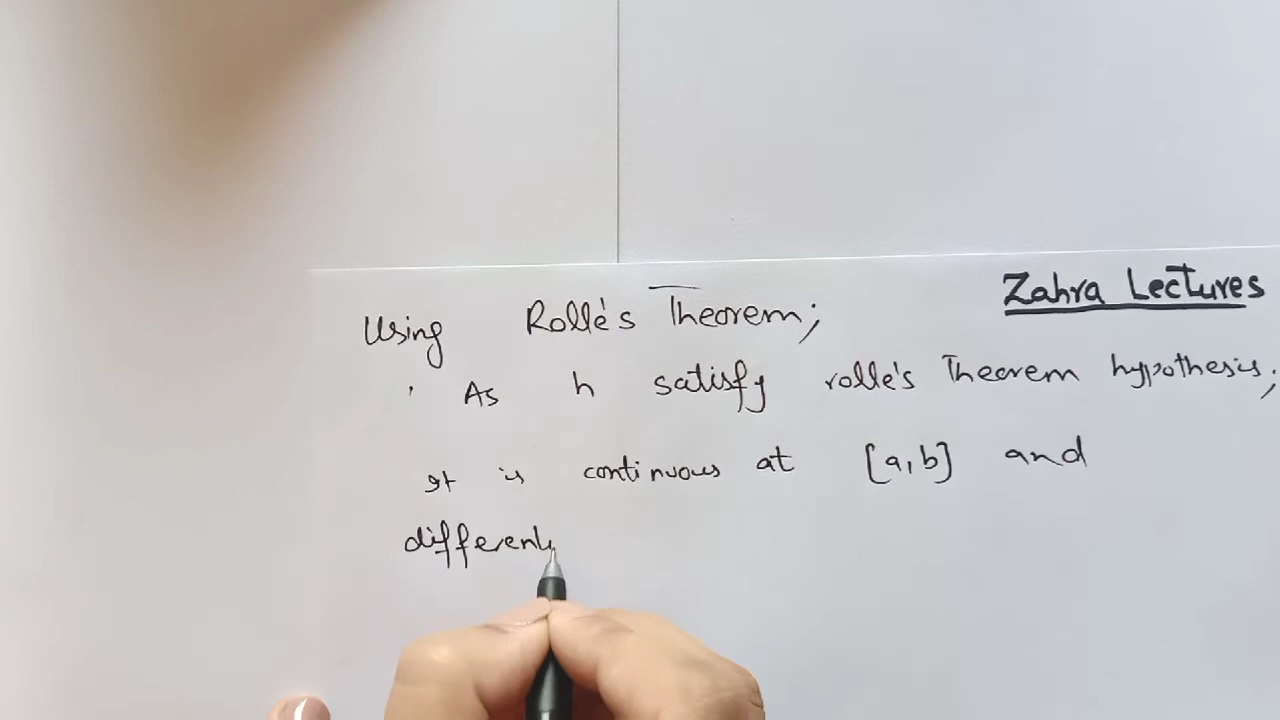 Zahra Lectures
Using Rolle's Theorem;
As h satisfy rolle's Theorem hypothesis;
It is continuous at [a,b] and
differenti